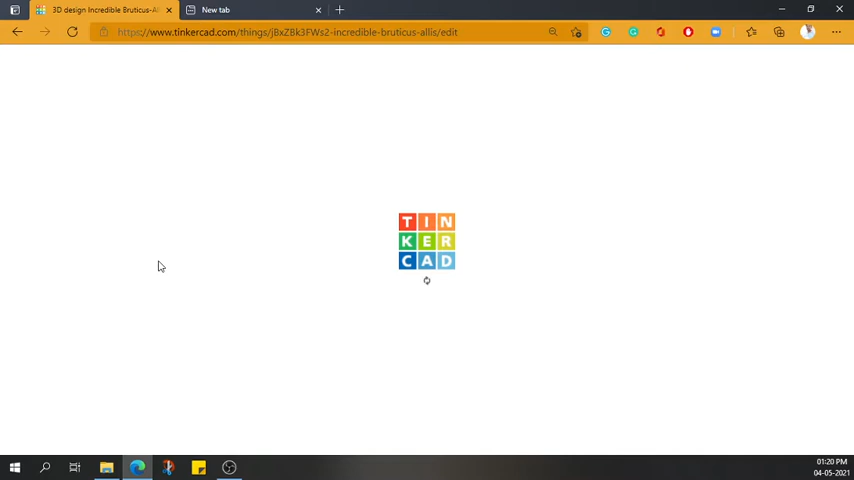 3D design Incredible Bruticus-Al
New tab
https://www.tinkercad.com/things/jBxZBk3FWs2-incredible-bruticus-allis/edit
TIN
KER
CAD
01:20 PM
04-05-2021